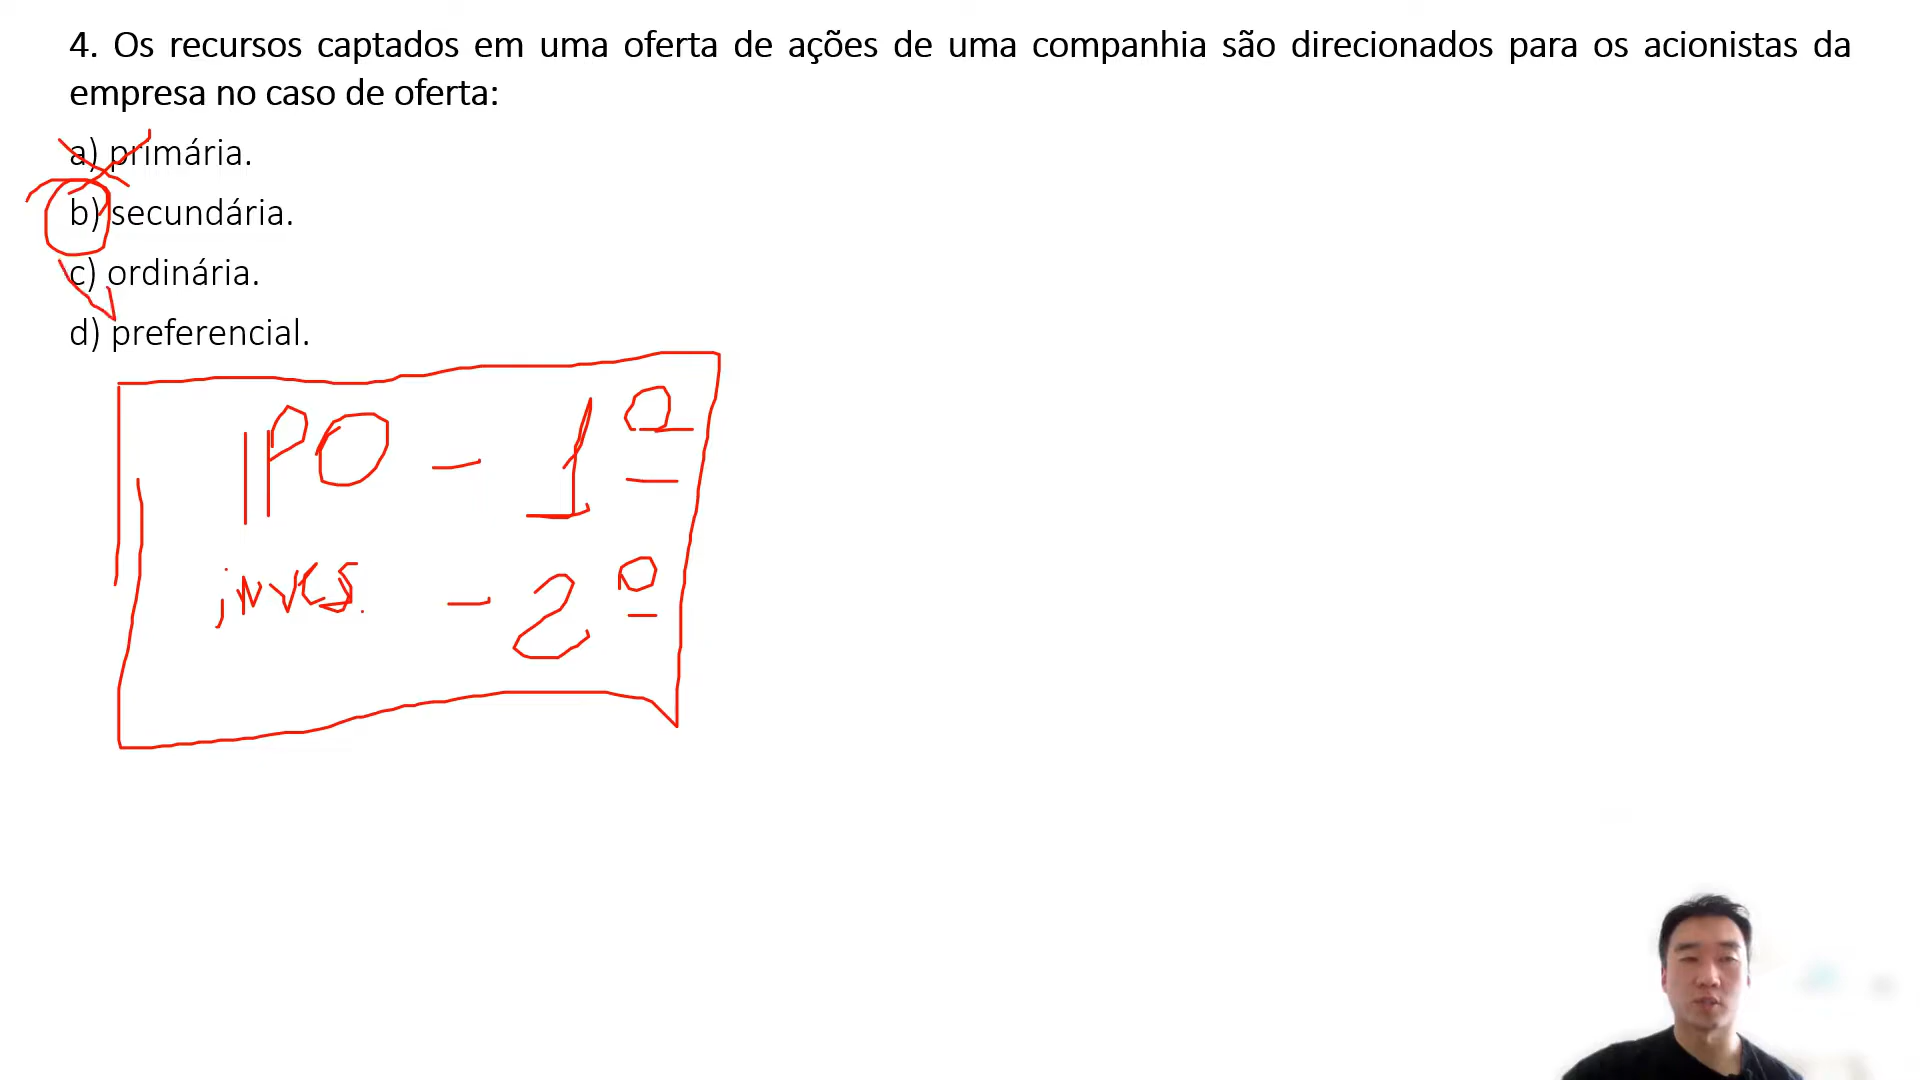 4. Os recursos captados em uma oferta de ações de uma companhia são direcionados para os acionistas da
empresa no caso de oferta:
a) primária.
b) secundária.
c) ordinária.
d) preferencial.
IPO - 1º
inves. - 2º